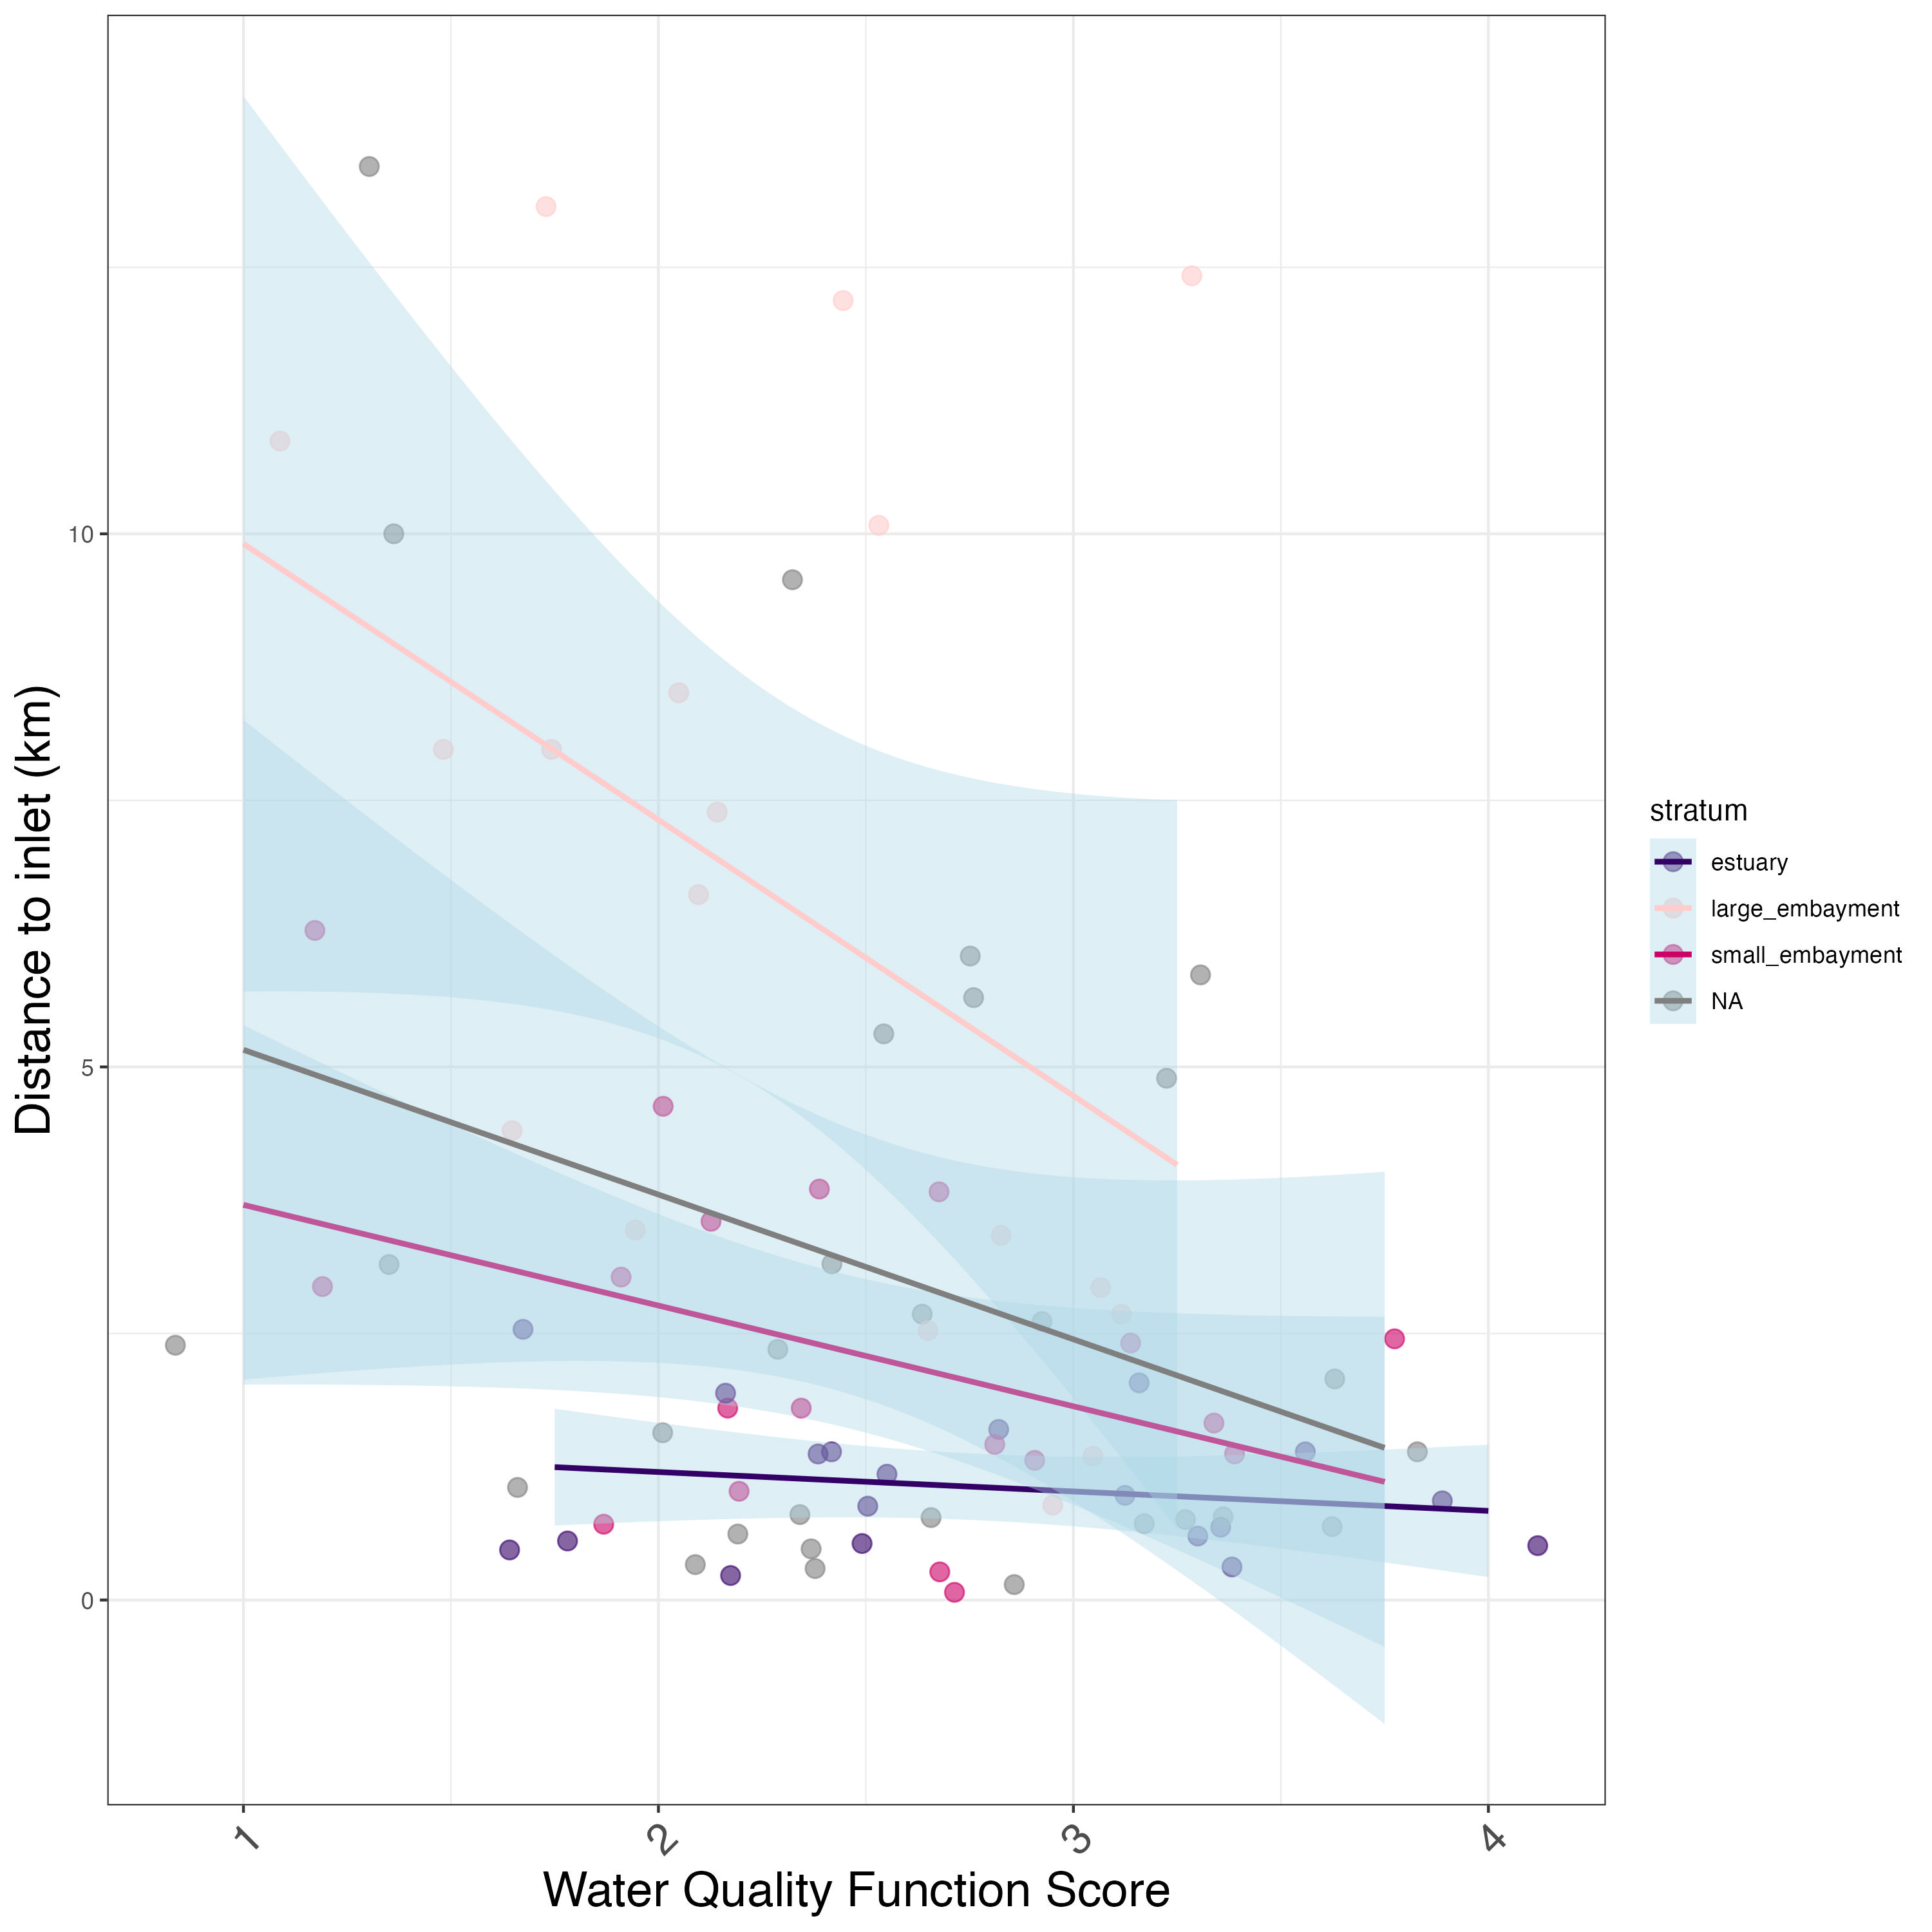 Distance to inlet (km)
10
5
0
1
2
3
4
Water Quality Function Score
stratum
estuary
large_embayment
small_embayment
NA